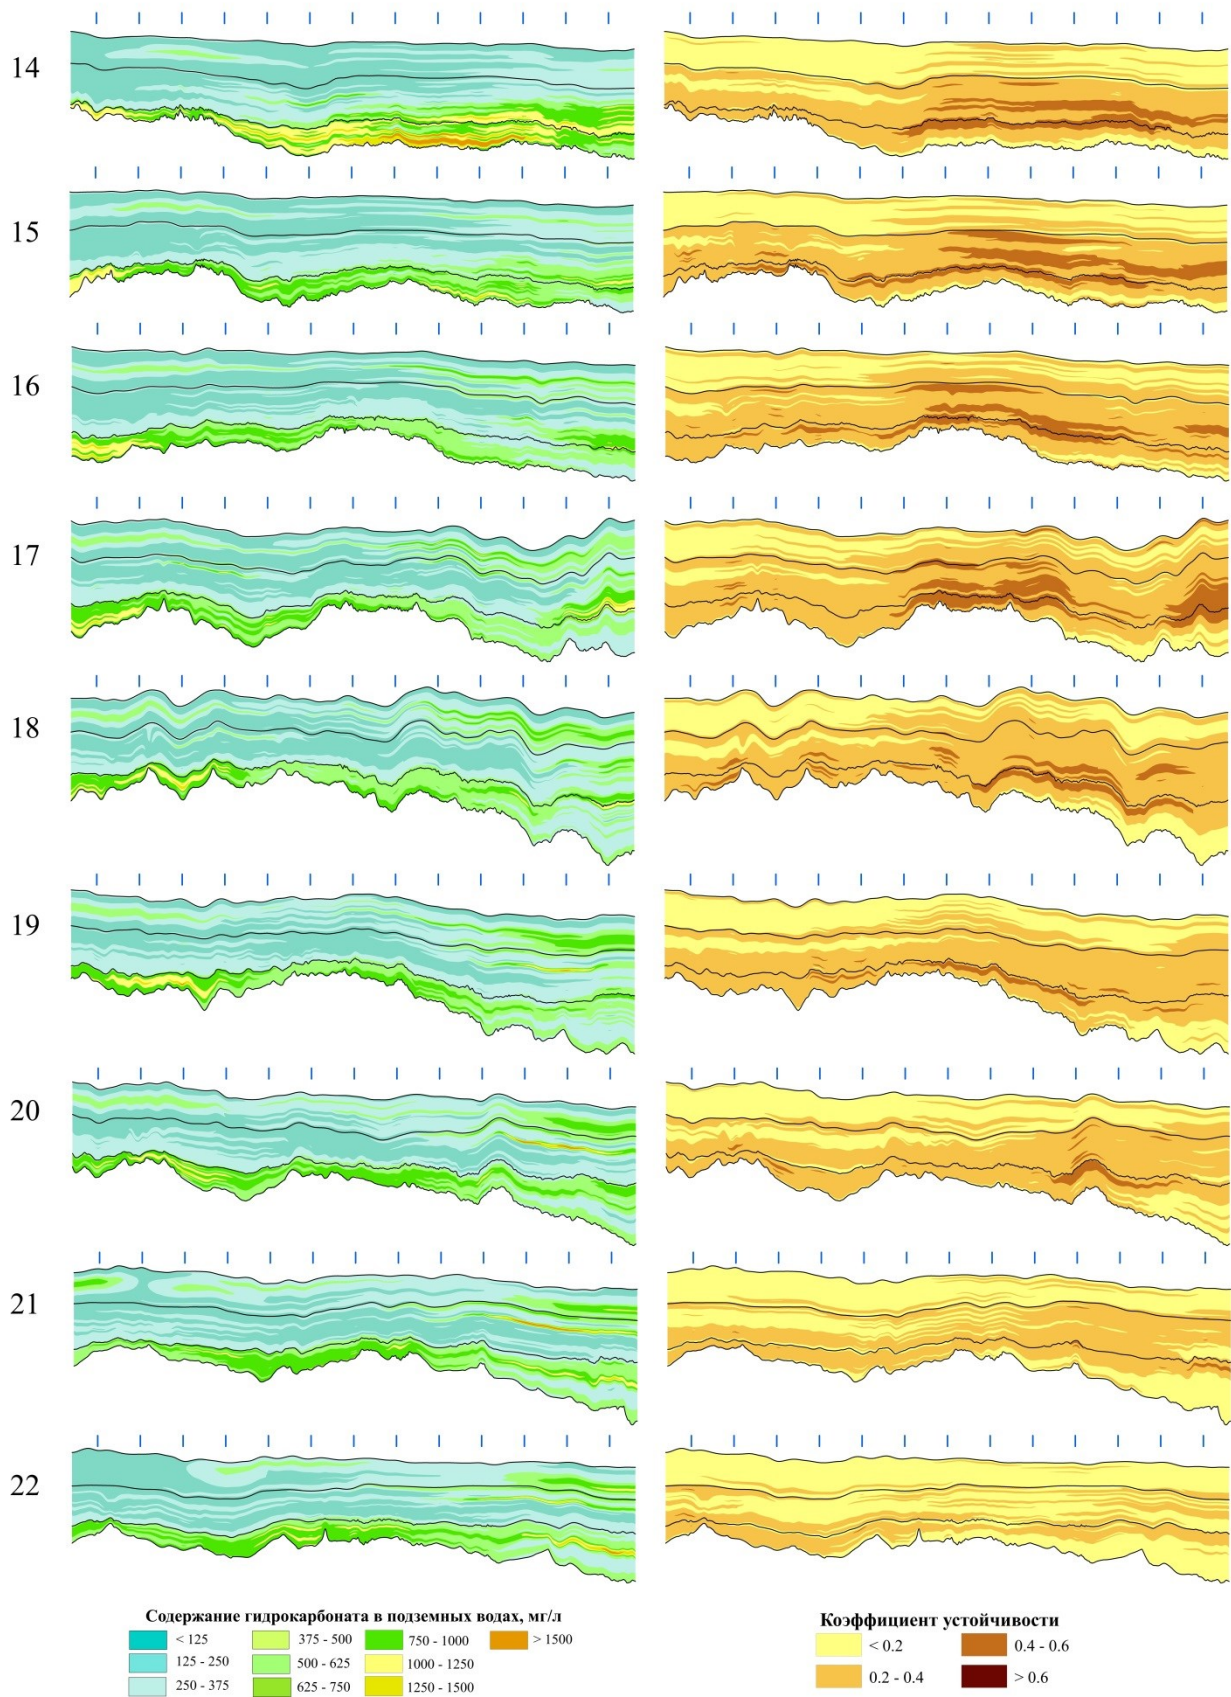 14
15
16
17
18
19
20
21
22
Содержание гидрокарбоната в подземных водах, мг/л
< 125
375 - 500
750 - 1000
> 1500
125 - 250
500 - 625
1000 - 1250
250 - 375
625 - 750
1250 - 1500
Коэффициент устойчивости
< 0.2
0.4 - 0.6
0.2 - 0.4
> 0.6